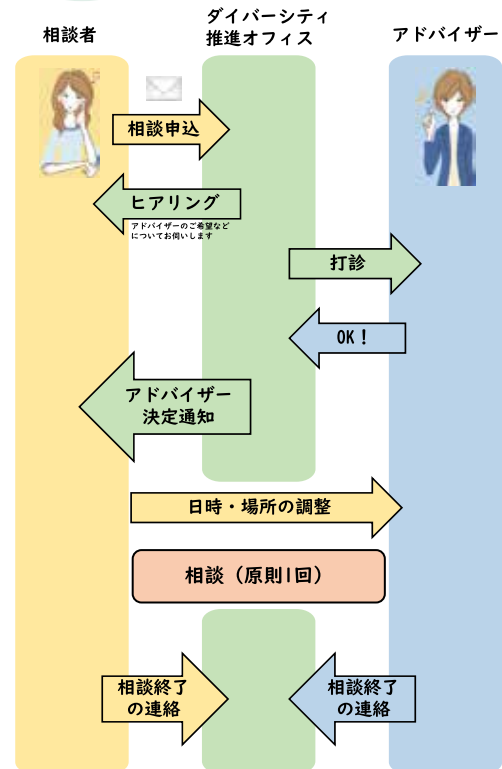 相談者
ダイバーシティ
推進オフィス
アドバイザー
相談申込
ヒアリング
アドバイザーのご希望など
についてお伺いします
打診
OK！
アドバイザー
決定通知
日時・場所の調整
相談（原則1回）
相談終了
の連絡
相談終了
の連絡